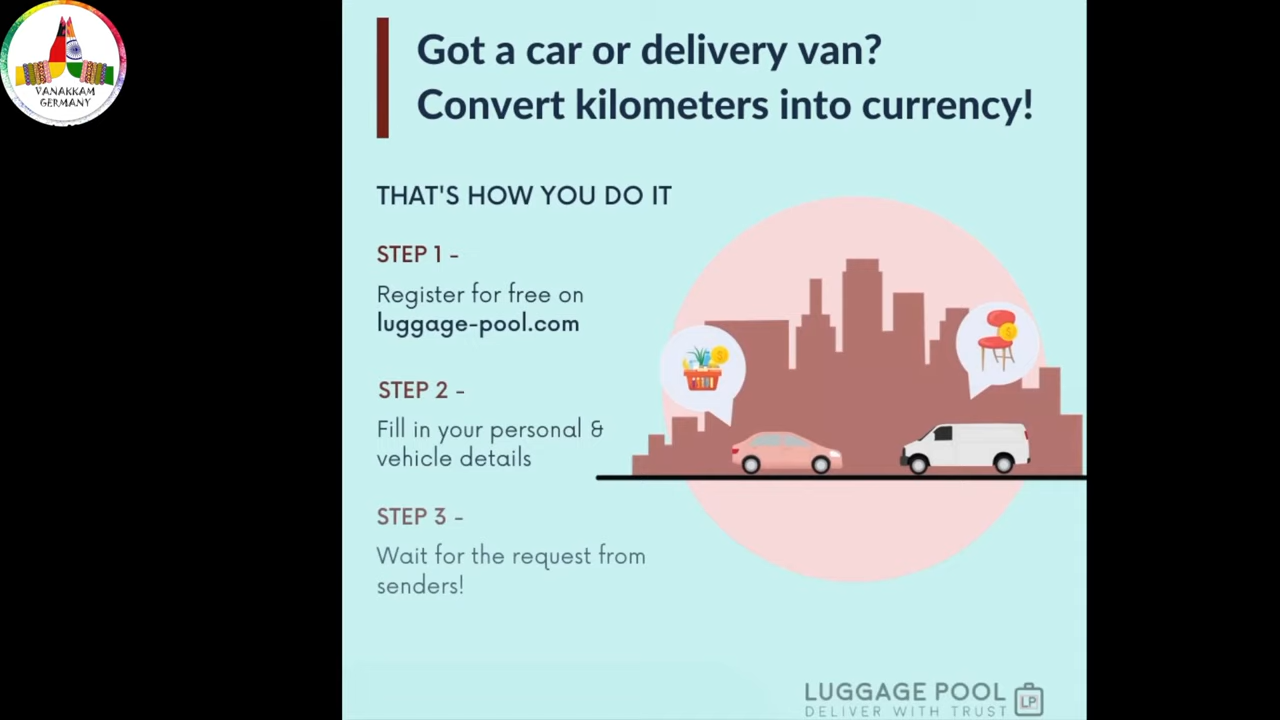 VANAKKAM
GERMANY
Got a car or delivery van?
Convert kilometers into currency!
THAT'S HOW YOU DO IT
STEP 1 -
Register for free on
luggage-pool.com
STEP 2 -
Fill in your personal &
vehicle details
STEP 3 -
Wait for the request from
senders!
LUGGAGE POOL
LP
DELIVER WITH TRUST